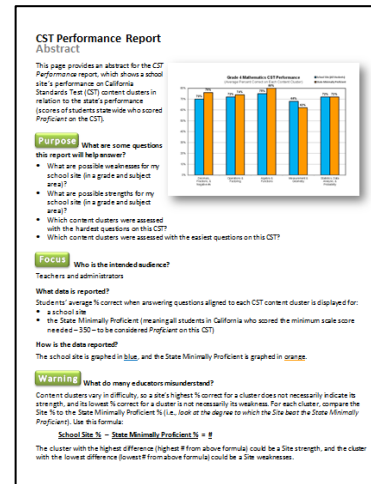 CST Performance Report
Abstract
This page provides an abstract for the CST
Performance report, which shows a school
site's performance on California
Standards Test (CST) content clusters in
relation to the state's performance
(scores of students statewide who scored
Proficient on the CST).
Grade 4 Mathematics CST Performance
Purpose What are some questions
this report will help answer?
• What are possible weaknesses for my
school site (in a grade and subject
area)?
• What are possible strengths for my
school site (in a grade and subject
area)?
• Which content clusters were assessed
with the hardest questions on this CST?
• Which content clusters were assessed with the easiest questions on this CST?
Focus Who is the intended audience?
Teachers and administrators
What data is reported?
Students' average % correct when answering questions aligned to each CST content cluster is displayed for:
• a school site
• the State Minimally Proficient (meaning all students in California who scored the minimum scale score
needed – 350 – to be considered Proficient on this CST)
How is the data reported?
The school site is graphed in blue, and the State Minimally Proficient is graphed in orange.
Warning What do many educators misunderstand?
Content clusters vary in difficulty, so a site's highest % correct for a cluster does not necessarily indicate its
strength, and its lowest % correct for a cluster is not necessarily its weakness. For each cluster, compare the
Site % to the State Minimally Proficient % (i.e., look at the degree to which the Site beat the State Minimally
Proficient). Use this formula:
School Site % – State Minimally Proficient % = #
The cluster with the highest difference (highest # from above formula) could be a Site strength, and the cluster
with the lowest difference (lowest # from above formula) could be a Site weaknesses.